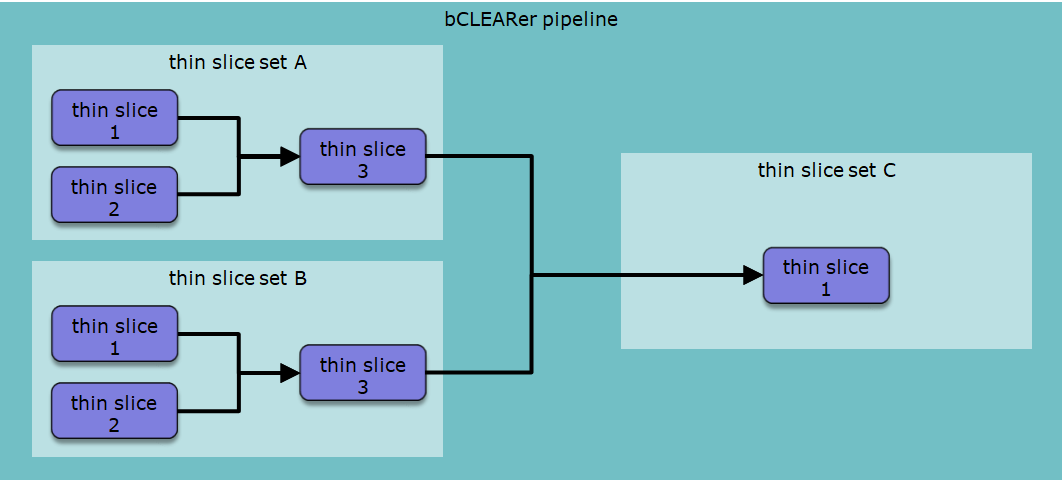 bCLEARer pipeline
thin slice set A
thin slice
1
thin slice
2
thin slice
3
thin slice set B
thin slice
1
thin slice
2
thin slice
3
thin slice set C
thin slice
1